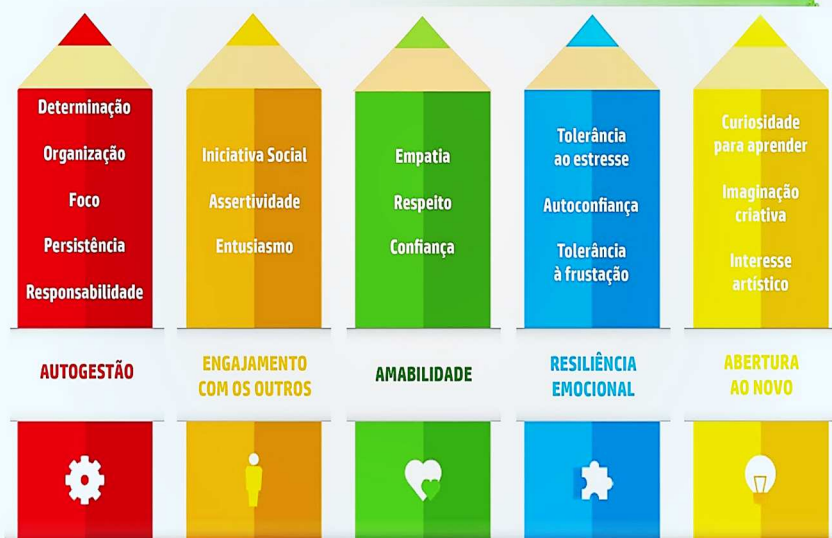 Determinação
Organização
Foco
Persistência
Responsabilidade
AUTOGESTÃO
Iniciativa Social
Assertividade
Entusiasmo
ENGAJAMENTO
COM OS OUTROS
Empatia
Respeito
Confiança
AMABILIDADE
Tolerância
ao estresse
Autoconfiança
Tolerância
à frustação
RESILIÊNCIA
EMOCIONAL
Curiosidade
para aprender
Imaginação
criativa
Interesse
artístico
ABERTURA
AO NOVO